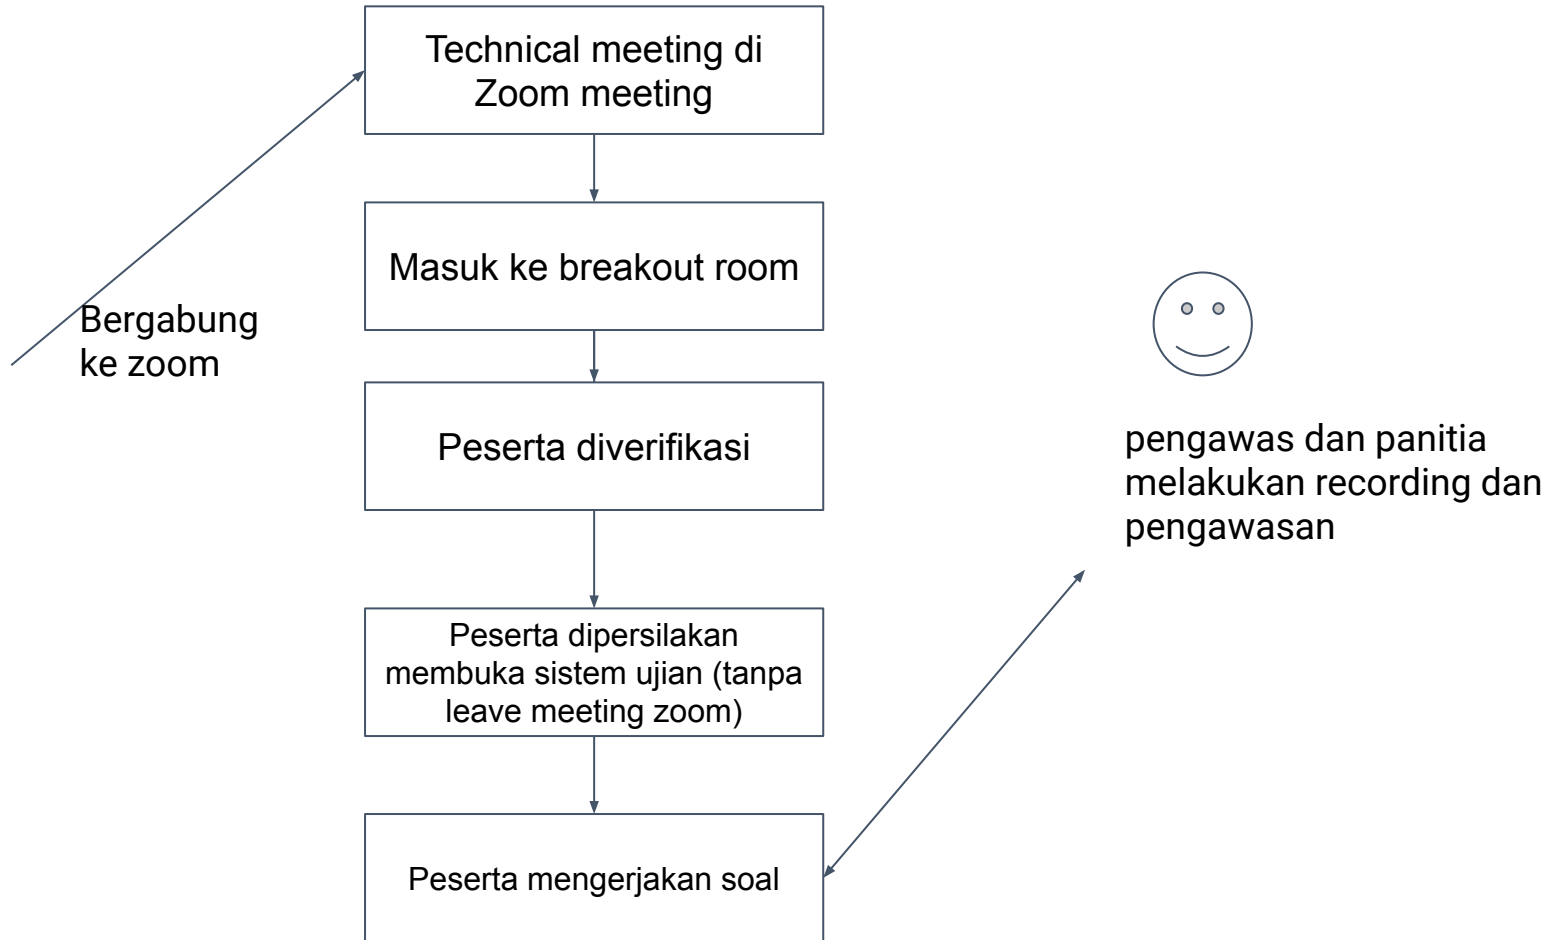 Technical meeting di
Zoom meeting
Masuk ke breakout room
Bergabung
ke zoom
Peserta diverifikasi
pengawas dan panitia
melakukan recording dan
pengawasan
Peserta dipersilakan
membuka sistem ujian (tanpa
leave meeting zoom)
Peserta mengerjakan soal